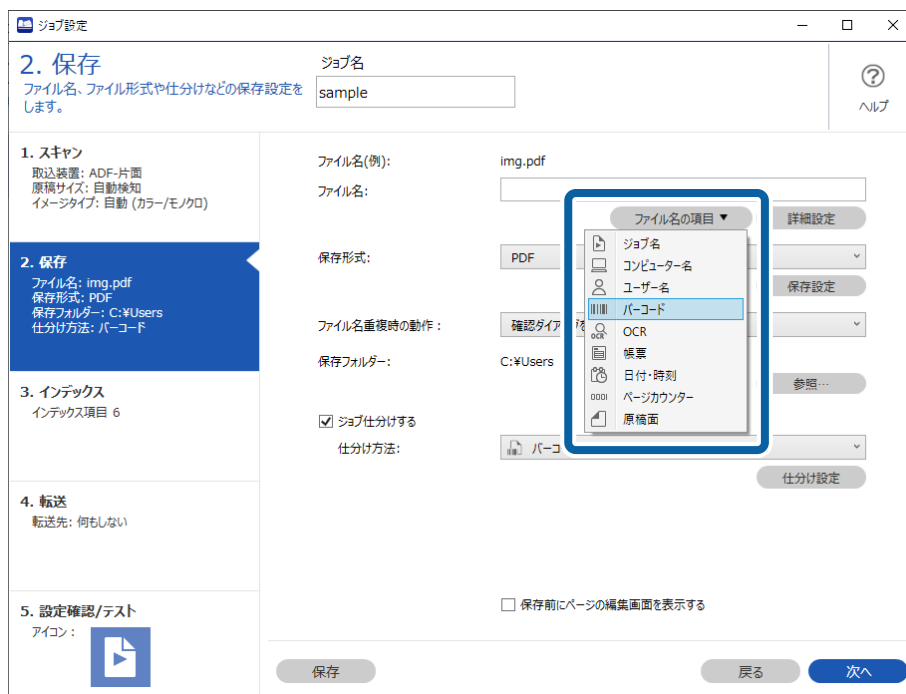 ジョブ設定
2. 保存
ファイル名、ファイル形式や仕分けなどの保存設定を
します。
ジョブ名
sample
ヘルプ
1. スキャン
取込装置: ADF-片面
原稿サイズ: 自動検知
イメージタイプ: 自動 (カラー/モノクロ)
2. 保存
ファイル名: img.pdf
保存形式: PDF
保存フォルダー: C:¥Users
仕分け方法: バーコード
3. インデックス
インデックス項目 6
4. 転送
転送先: 何もしない
5. 設定確認/テスト
アイコン :
ファイル名(例): img.pdf
ファイル名:
ファイル名の項目 ▼ 詳細設定
ジョブ名
コンピューター名
ユーザー名
バーコード
OCR OCR
帳票
日付・時刻
0001 ページカウンター
原稿面
保存形式: PDF
保存設定
ファイル名重複時の動作 : 確認ダイア
保存フォルダー: C:¥Users
参照…
ジョブ仕分けする
仕分け方法: バーコ
仕分け設定
保存前にページの編集画面を表示する
保存 戻る 次へ